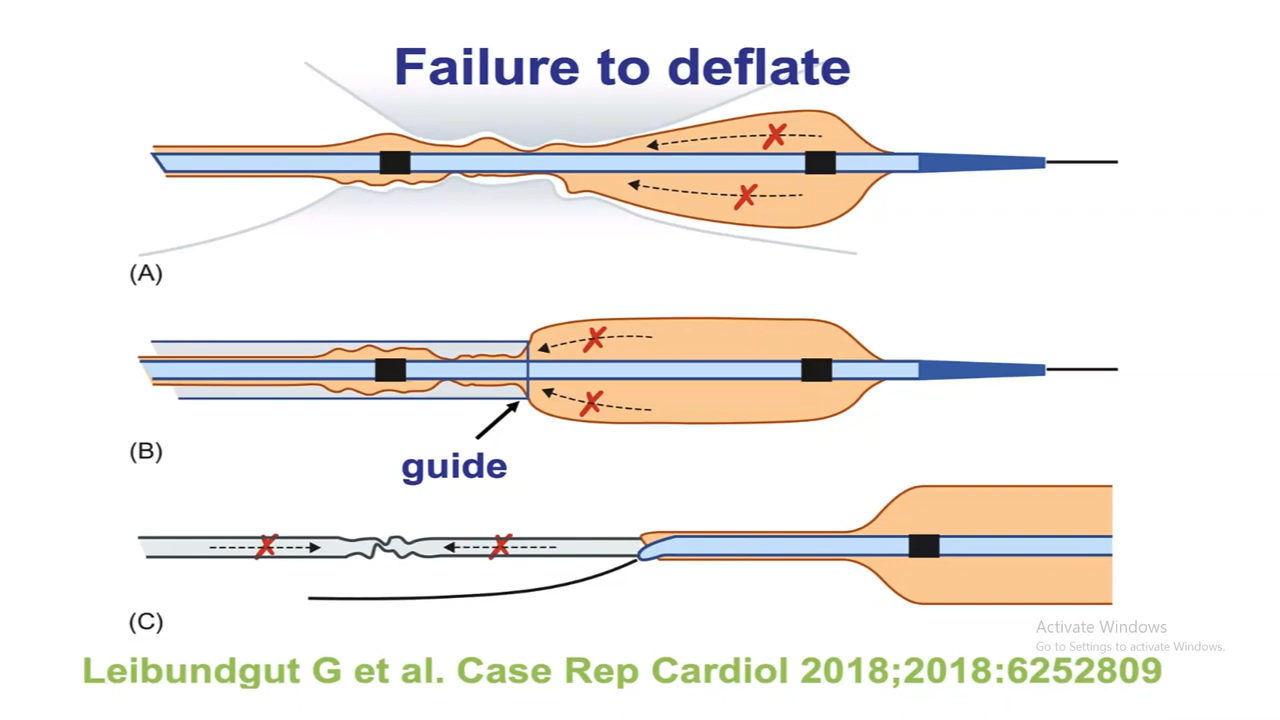 Failure to deflate
(A)
(B)
guide
(C)
Activate Windows
Go to Settings to activate Windows.
Leibundgut G et al. Case Rep Cardiol 2018;2018:6252809